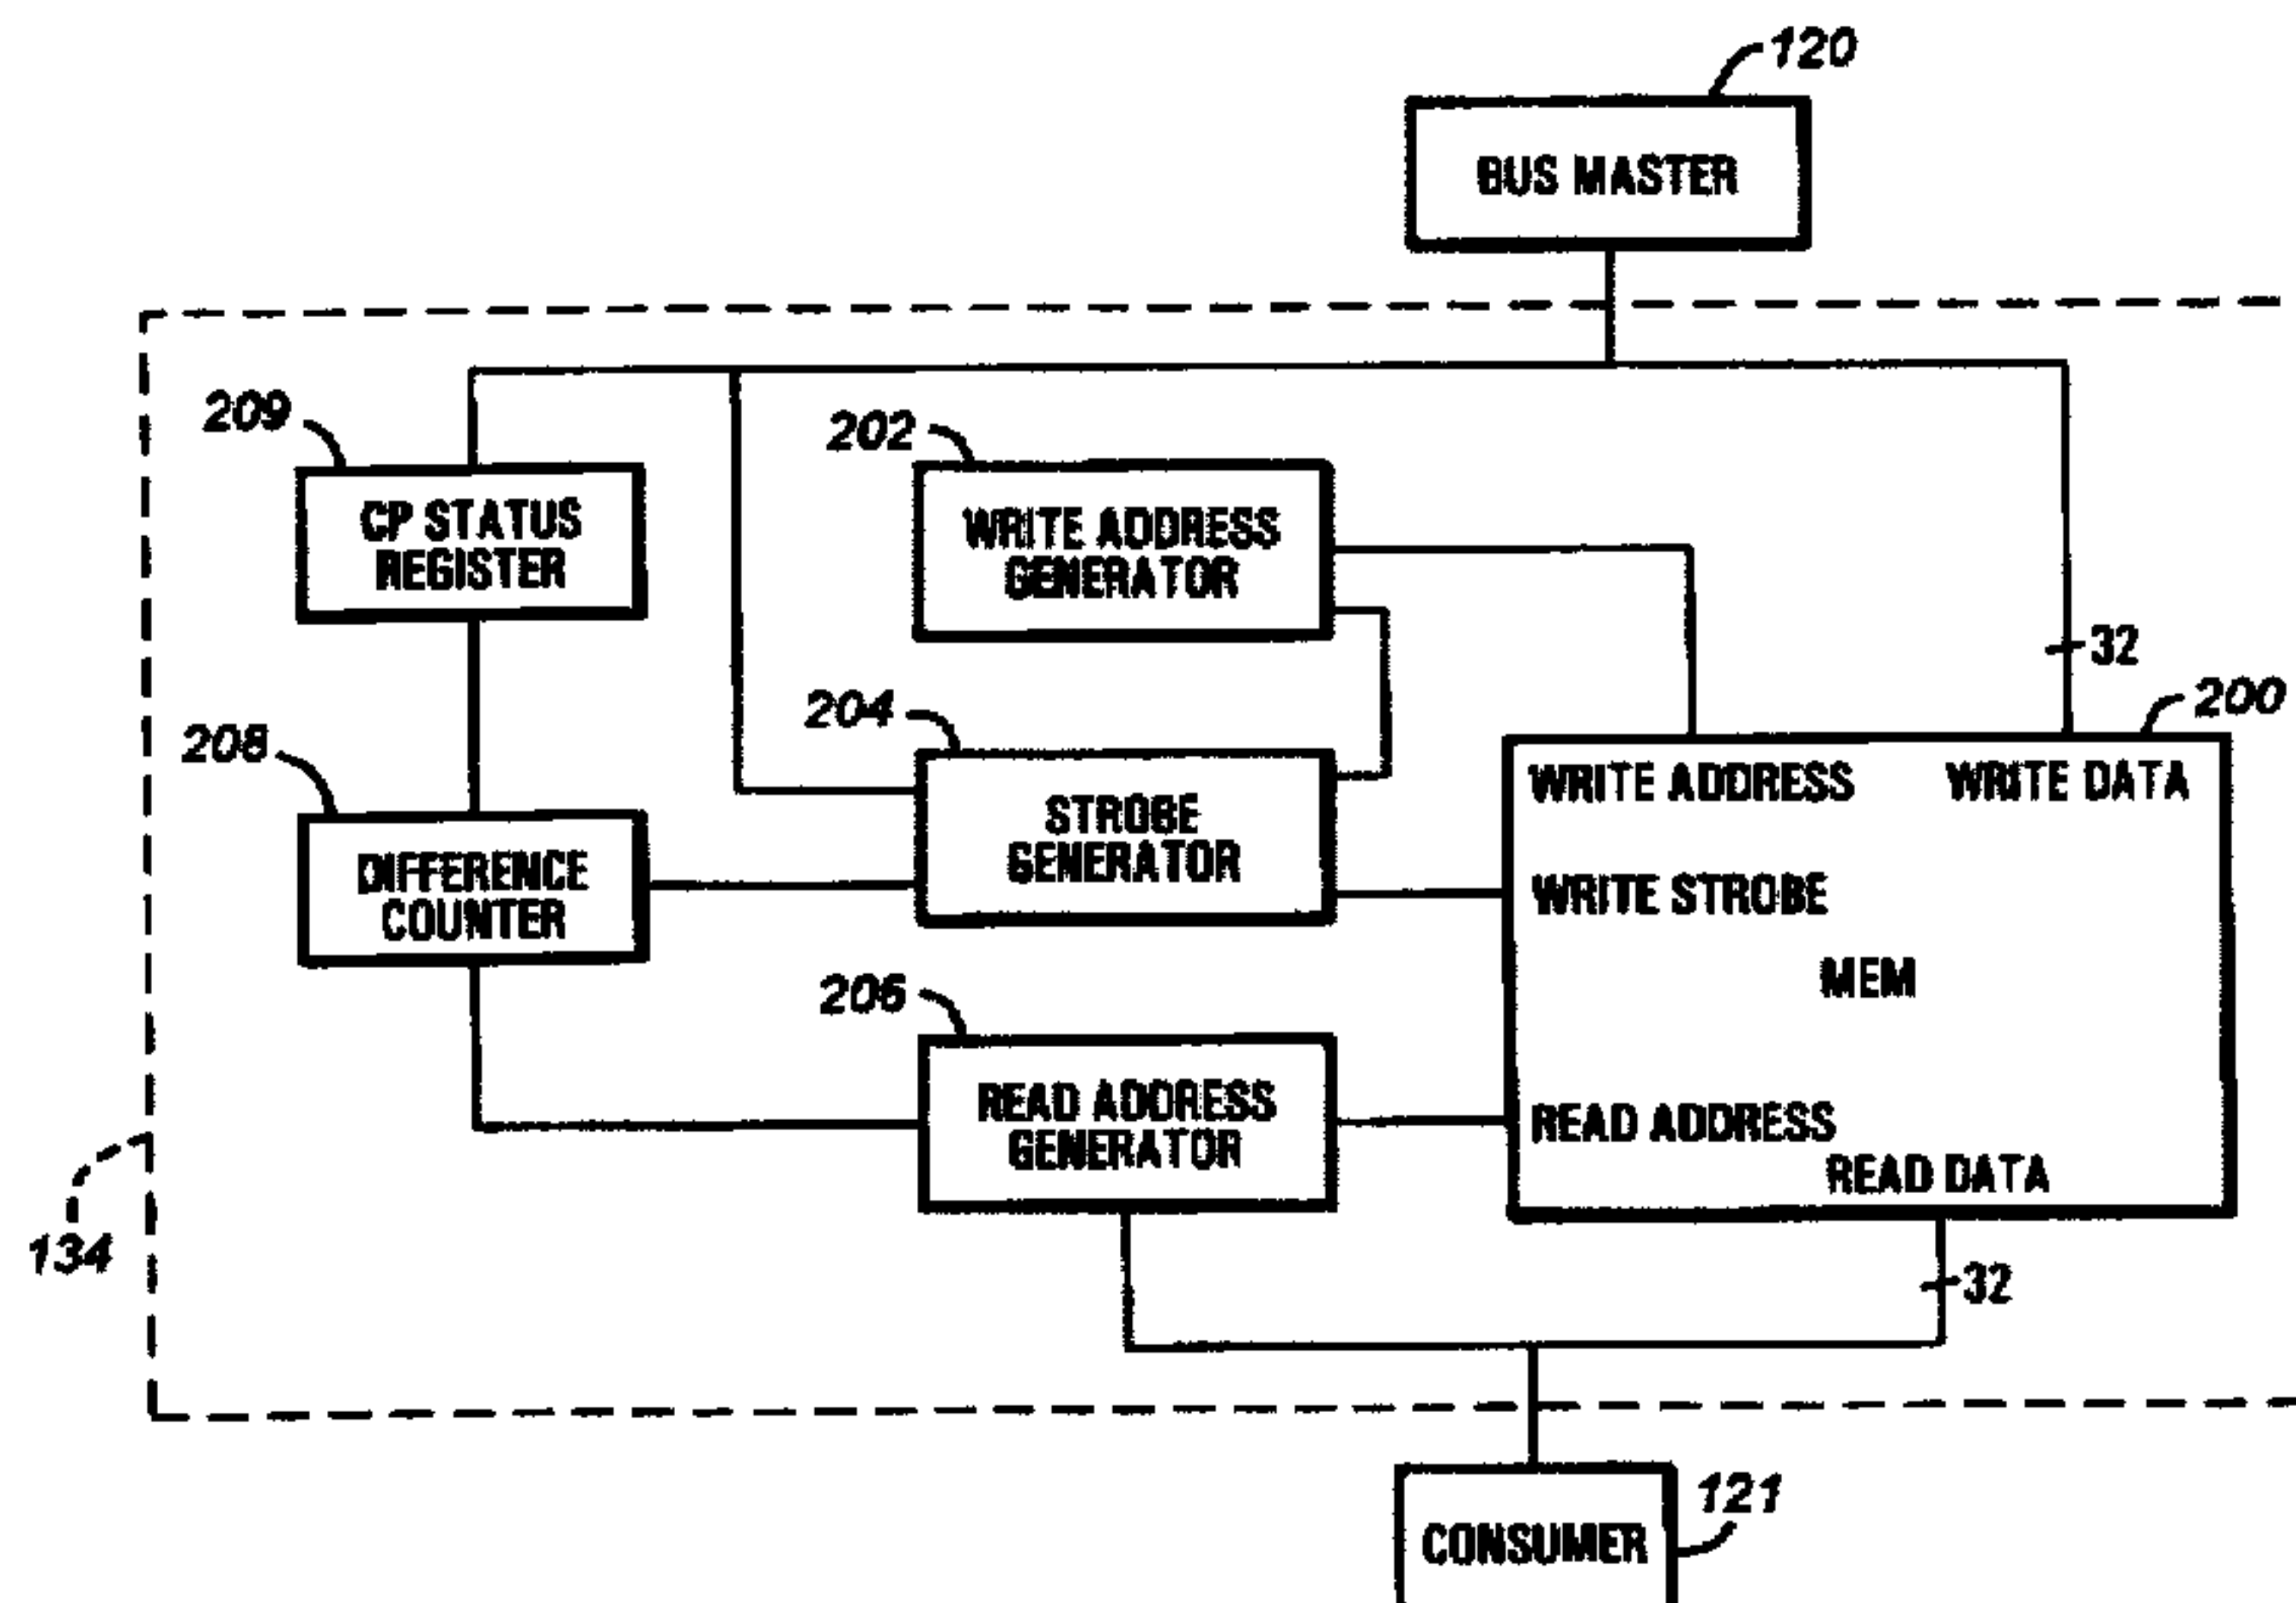 120
BUS MASTER
209
CP STATUS
REGISTER
202
WRITE ADDRESS
GENERATOR
32
200
208
DIFFERENCE
COUNTER
204
STROBE
GENERATOR
WRITE ADDRESS
WRITE DATA
WRITE STROBE
MEM
206
READ ADDRESS
GENERATOR
READ ADDRESS
READ DATA
134
32
121
CONSUMER